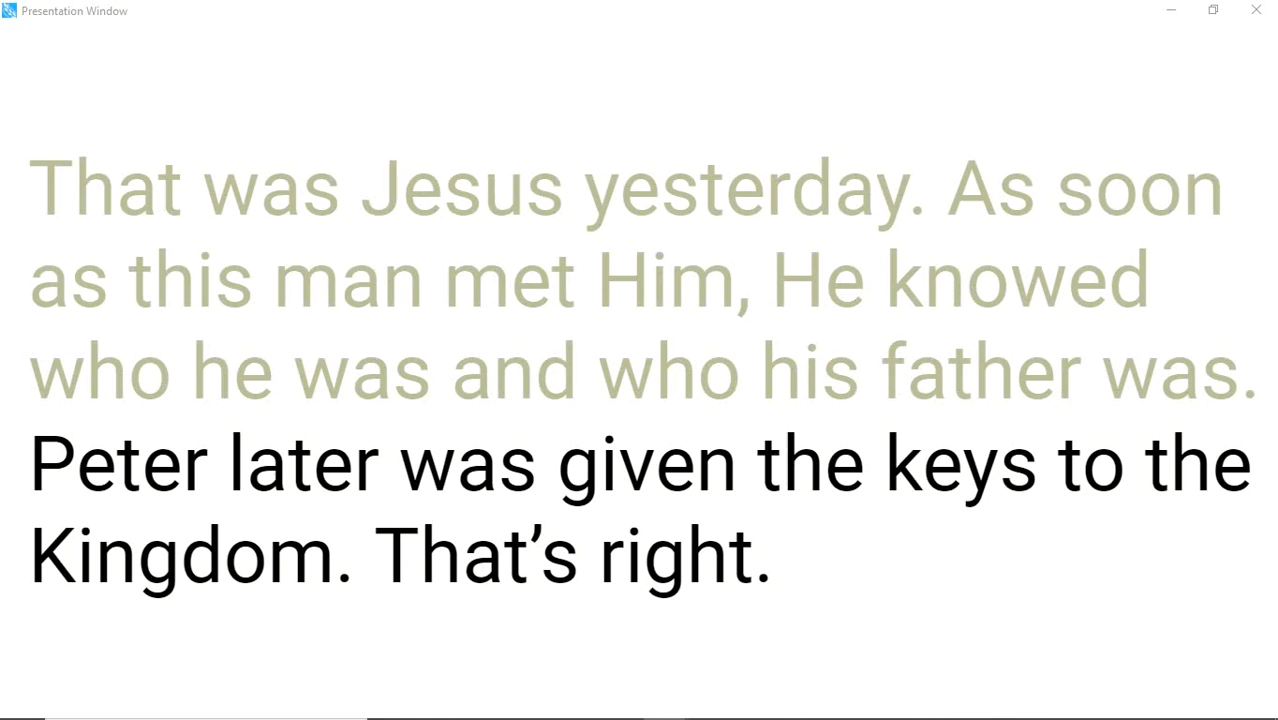 Presentation Window
That was Jesus yesterday. As soon
as this man met Him, He knowed
who he was and who his father was.
Peter later was given the keys to the
Kingdom. That’s right.